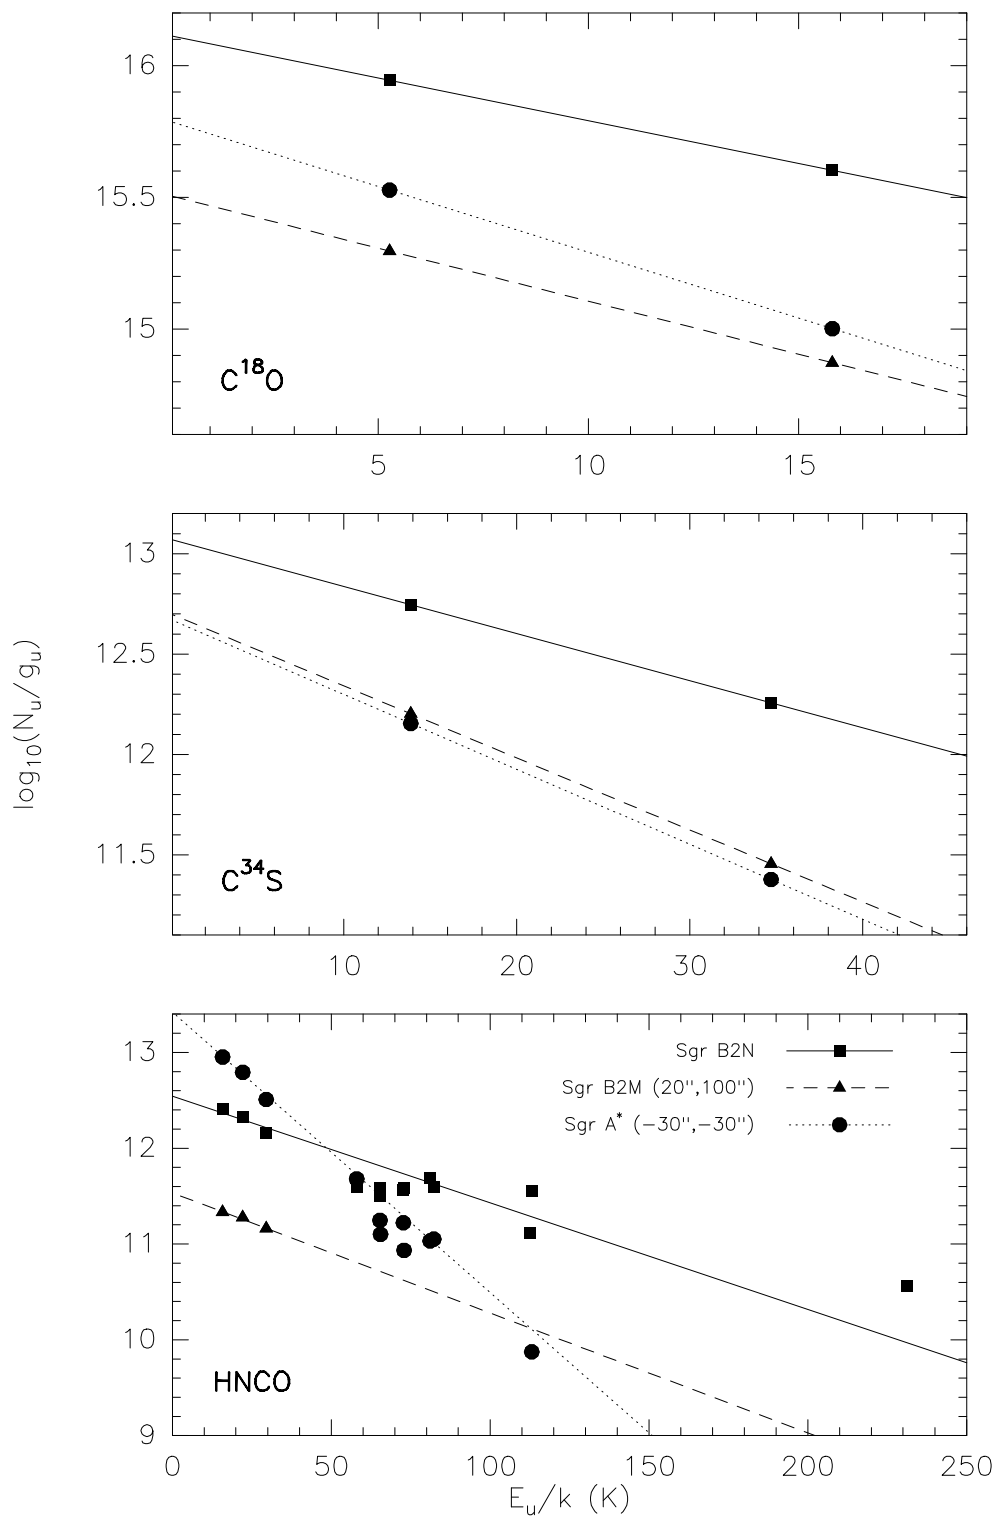 16
15.5
15
C¹⁸O
5 10 15
13
12.5
12
11.5
C³⁴S
10 20 30 40
log₁₀(Nᵤ/gᵤ)
13
12
11
10
9
Sgr B2N
Sgr B2M (20",100")
Sgr A* (−30",−30")
HNCO
0 50 100 150 200 250
Eᵤ/k (K)